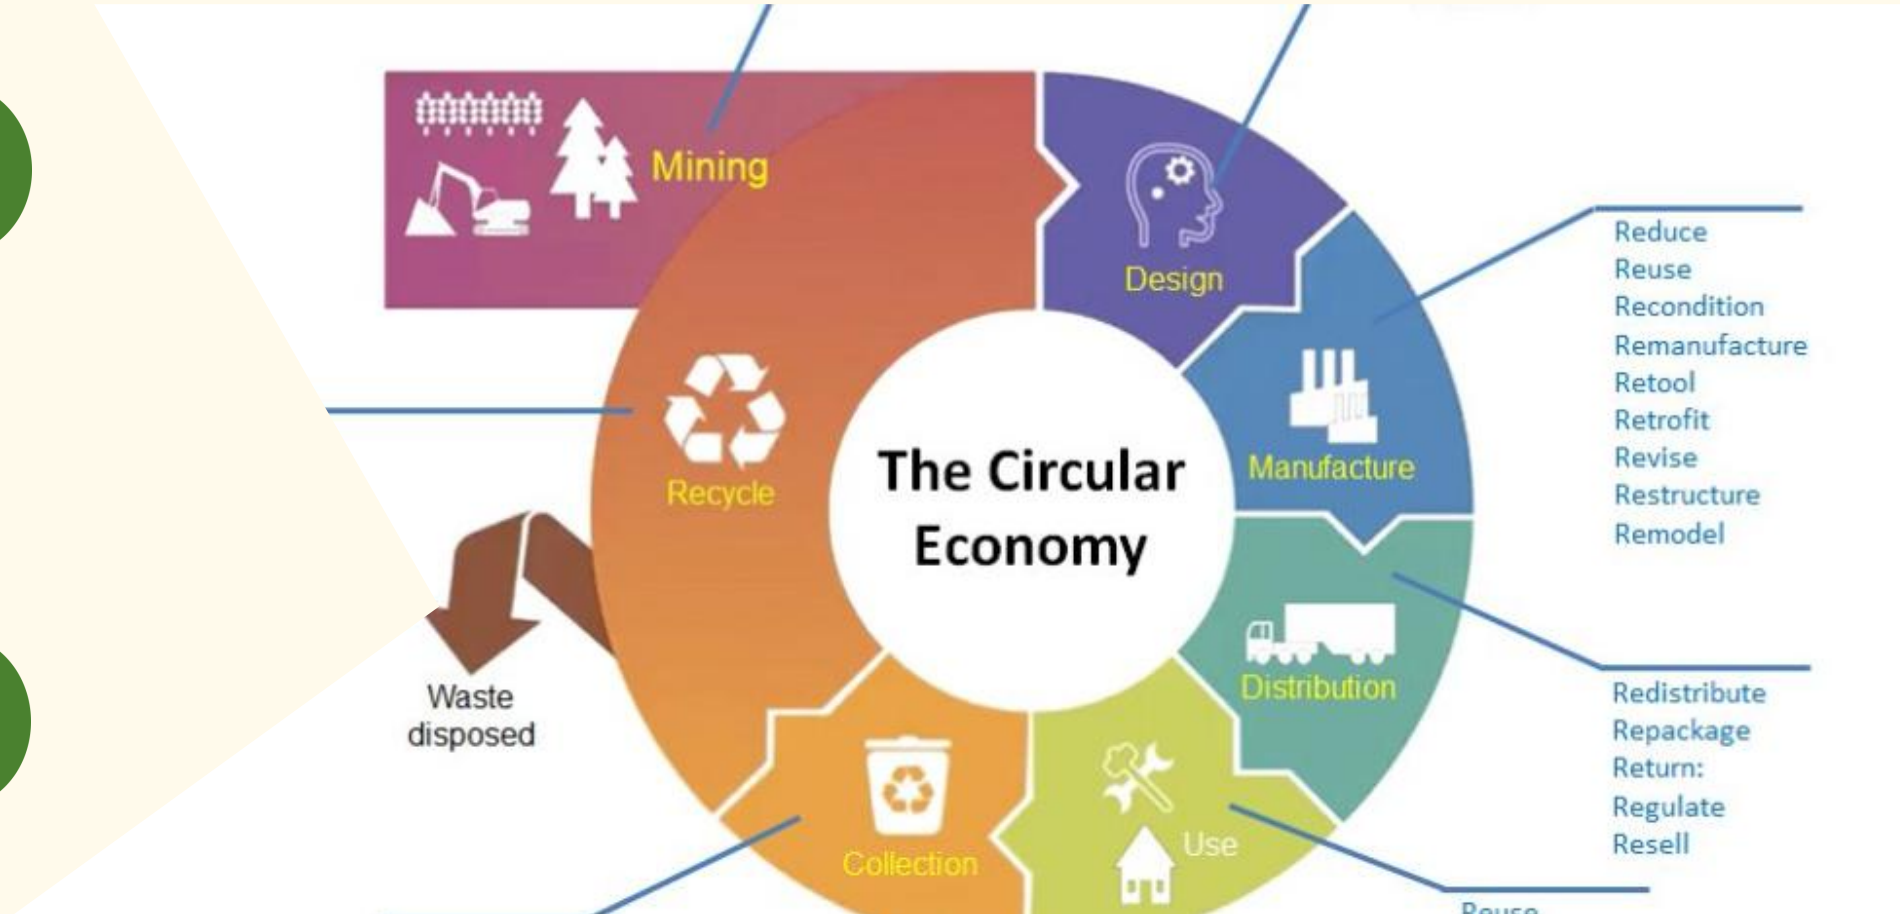 Mining
Design
Reduce
Reuse
Recondition
Remanufacture
Retool
Retrofit
Revise
Restructure
Remodel
Manufacture
Recycle
The Circular
Economy
Waste
disposed
Distribution
Redistribute
Repackage
Return:
Regulate
Resell
Use
Collection
Reuse